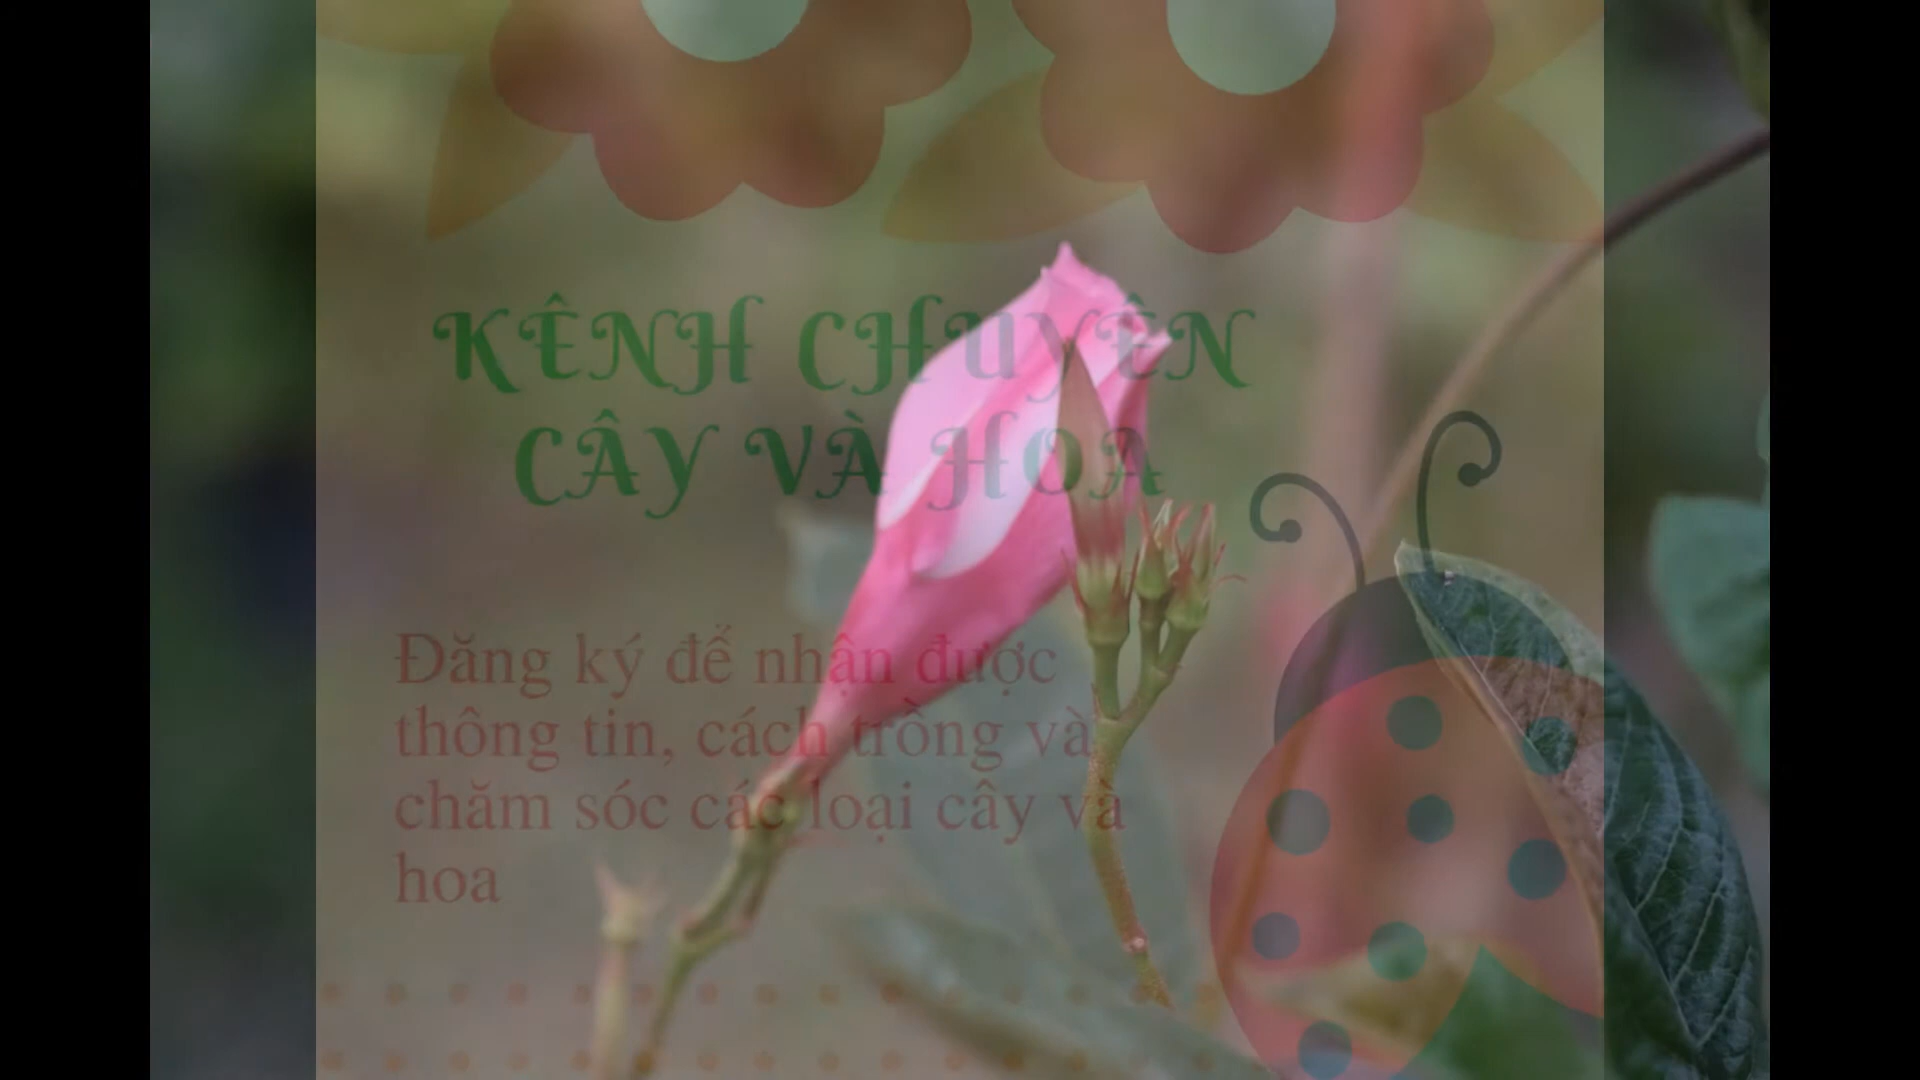 KÊNH CHUYÊN
CÂY VÀ HOA
Đăng ký để nhận được
thông tin, cách trồng và
chăm sóc các loại cây và
hoa